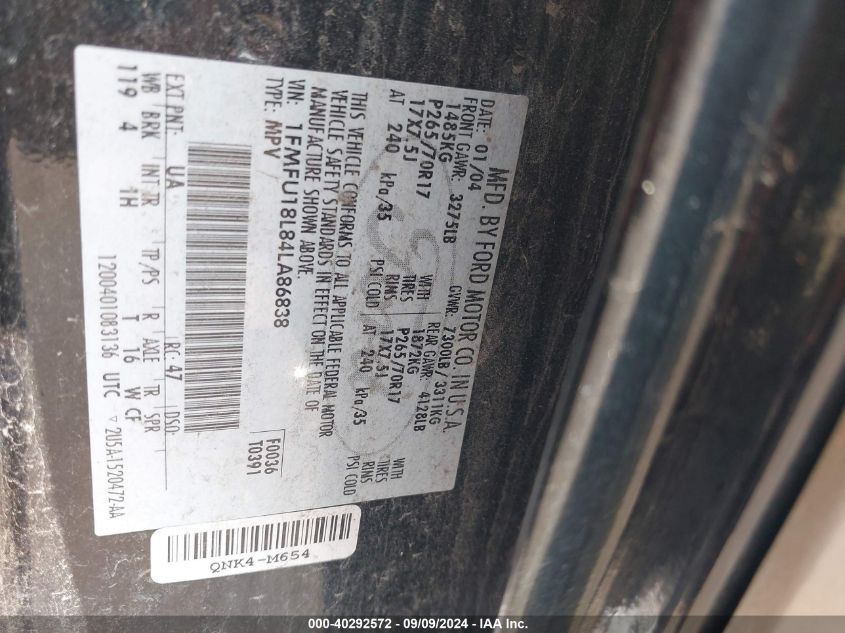 MFD. BY FORD MOTOR CO. IN U.S.A.
DATE: 01/04 GVWR: 7300LB / 3311KG
FRONT GAWR: 3275LB REAR GAWR: 4128LB
1485KG WITH 1872KG WITH
P265/70R17 TIRES P265/70R17 TIRES
17X7.5J RIMS 17X7.5J RIMS
AT 240 kPa/35 PSI COLD AT 240 kPa/35 PSI COLD
THIS VEHICLE CONFORMS TO ALL APPLICABLE FEDERAL MOTOR
VEHICLE SAFETY STANDARDS IN EFFECT ON THE DATE OF
MANUFACTURE SHOWN ABOVE.
VIN: 1FMFU18L84LA86838 F0036
TYPE: MPV T0391
EXT PNT: UA RC: 47 DSO:
WB BRK INT TR TP/PS R AXLE TR SPR
119 4 1H T 16 W CF
1200401083136 UTC ▽ 2U5A-1520472-AA
QNK4-M654
000-40292572 - 09/09/2024 - IAA Inc.